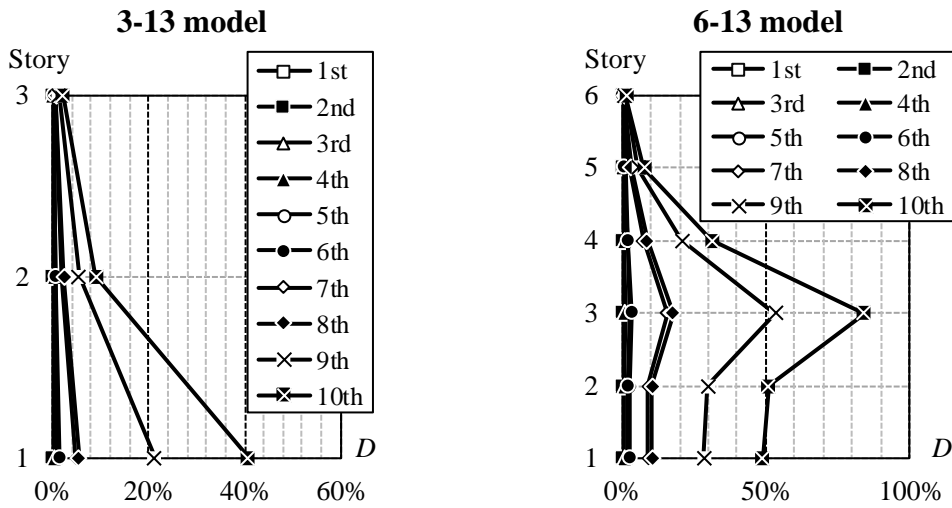 3-13 model
Story
3
2
1
0%
20%
40%
60%
D
1st
2nd
3rd
4th
5th
6th
7th
8th
9th
10th
6-13 model
Story
6
5
4
3
2
1
0%
50%
100%
D
1st 2nd
3rd 4th
5th 6th
7th 8th
9th 10th